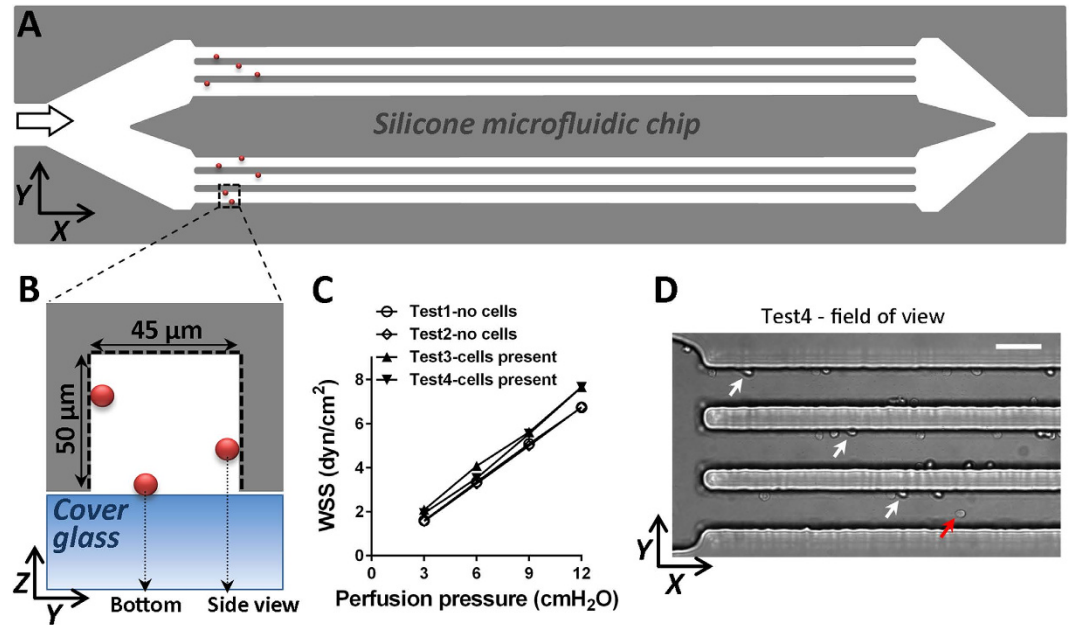 A
Silicone microfluidic chip
Y
X
B
45 µm
50 µm
Cover
glass
Z
Y
Bottom
Side view
C
Test1-no cells
Test2-no cells
Test3-cells present
Test4-cells present
WSS (dyn/cm²)
8
6
4
2
0
0
3
6
9
12
Perfusion pressure (cmH₂O)
D
Test4 - field of view
Y
X